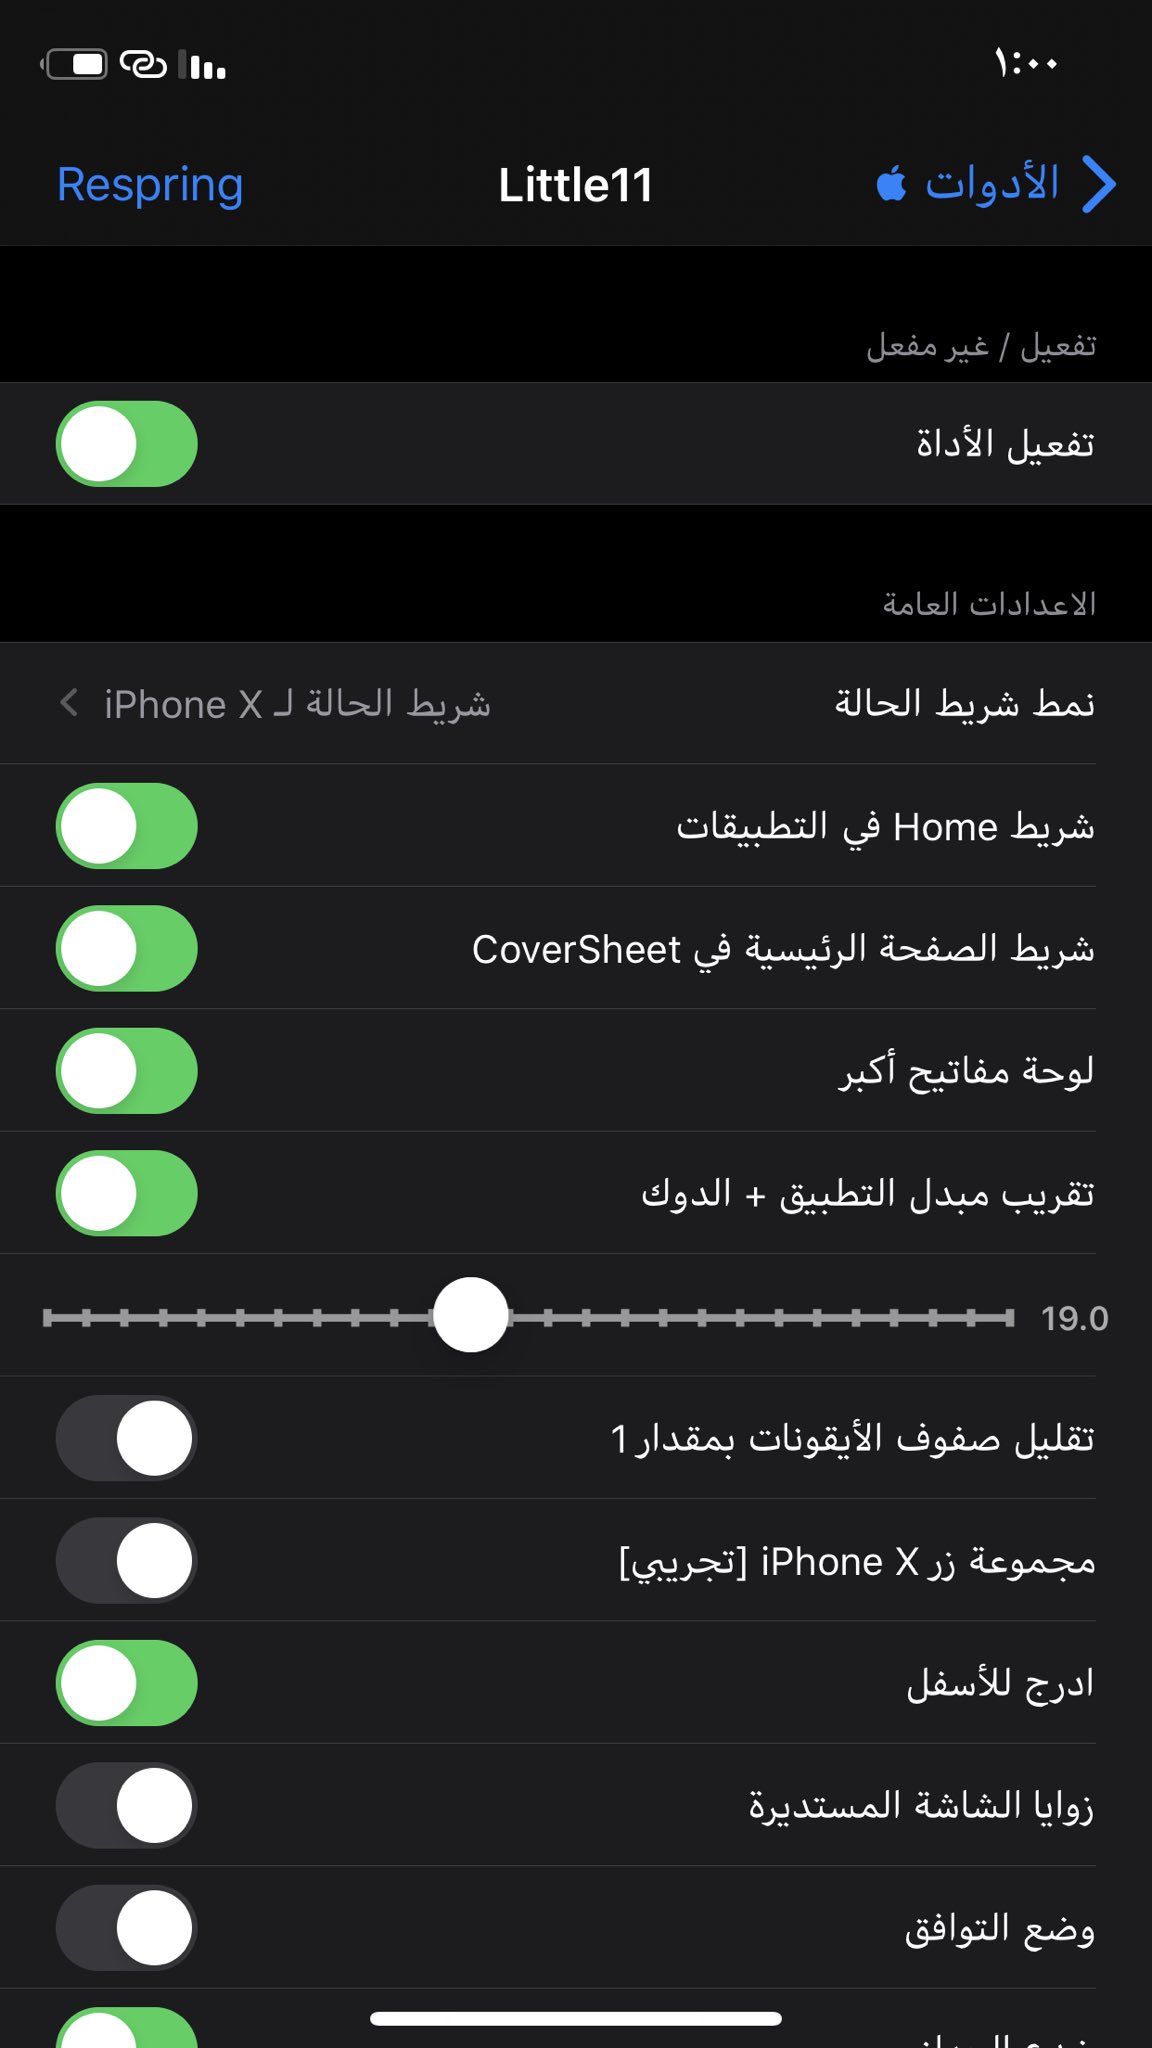 ١:٠٠
الأدوات
Little11
Respring
تفعيل / غير مفعل
تفعيل الأداة
الاعدادات العامة
نمط شريط الحالة
شريط الحالة لـ iPhone X
شريط Home في التطبيقات
شريط الصفحة الرئيسية في CoverSheet
لوحة مفاتيح أكبر
تقريب مبدل التطبيق + الدوك
19.0
تقليل صفوف الأيقونات بمقدار 1
مجموعة زر iPhone X [تجريبي]
ادرج للأسفل
زوايا الشاشة المستديرة
وضع التوافق